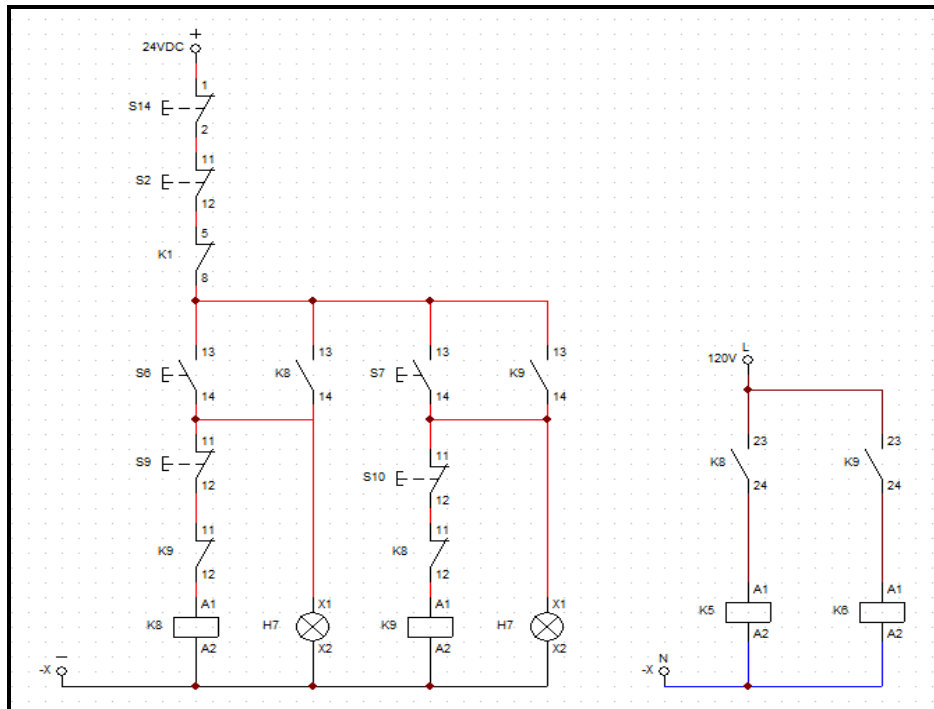 +
24VDC
1
S14
2
11
S2
12
5
K1
8
13 13 13 13
S6 K8 S7 K9
14 14 14 14
L
120V
23 23
K8 K9
24 24
11 11
S9 S10
12 12
11 11
K9 K8
12 12
A1 X1 A1 X1 A1 A1
K8 H7 K9 H7 K5 K6
A2 X2 A2 X2 A2 A2
− N
-X -X